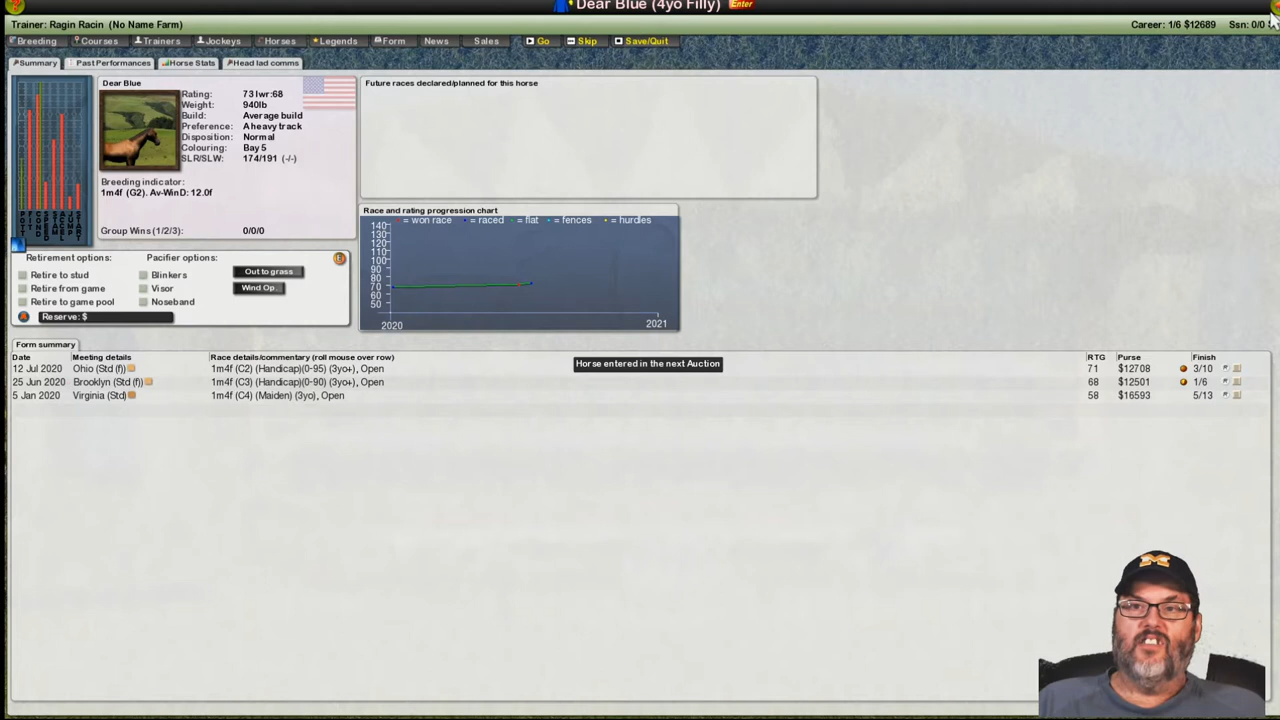 Dear Blue (4yo Filly) Enter
Trainer: Ragin Racin (No Name Farm) Career: 1/6 $12689 Ssn: 0/0
Breeding Courses Trainers Jockeys Horses Legends Form News Sales Go Skip Save/Quit
Summary Past Performances Horse Stats Head lad comms
Dear Blue
Rating: 73 lwr:68
Weight: 940lb
Build: Average build
Preference: A heavy track
Disposition: Normal
Colouring: Bay 5
SLR/SLW: 174/191 (-/-)
Breeding indicator:
1m4f (G2). Av-WinD: 12.0f
Group Wins (1/2/3): 0/0/0
POTT FIT COND SPEED STAM ACCEL JUMP START
Future races declared/planned for this horse
Race and rating progression chart
= won race = raced = flat = fences = hurdles
140
130
120
110
100
90
80
70
60
50
2020 2021
Retirement options: Pacifier options:
Retire to stud Blinkers Out to grass
Retire from game Visor Wind Op.
Retire to game pool Noseband
Reserve: $
Form summary
Date Meeting details Race details/commentary (roll mouse over row) RTG Purse Finish
Horse entered in the next Auction
12 Jul 2020 Ohio (Std (f)) 1m4f (C2) (Handicap)(0-95) (3yo+), Open 71 $12708 3/10
25 Jun 2020 Brooklyn (Std (f)) 1m4f (C3) (Handicap)(0-90) (3yo+), Open 68 $12501 1/6
5 Jan 2020 Virginia (Std) 1m4f (C4) (Maiden) (3yo), Open 58 $16593 5/13